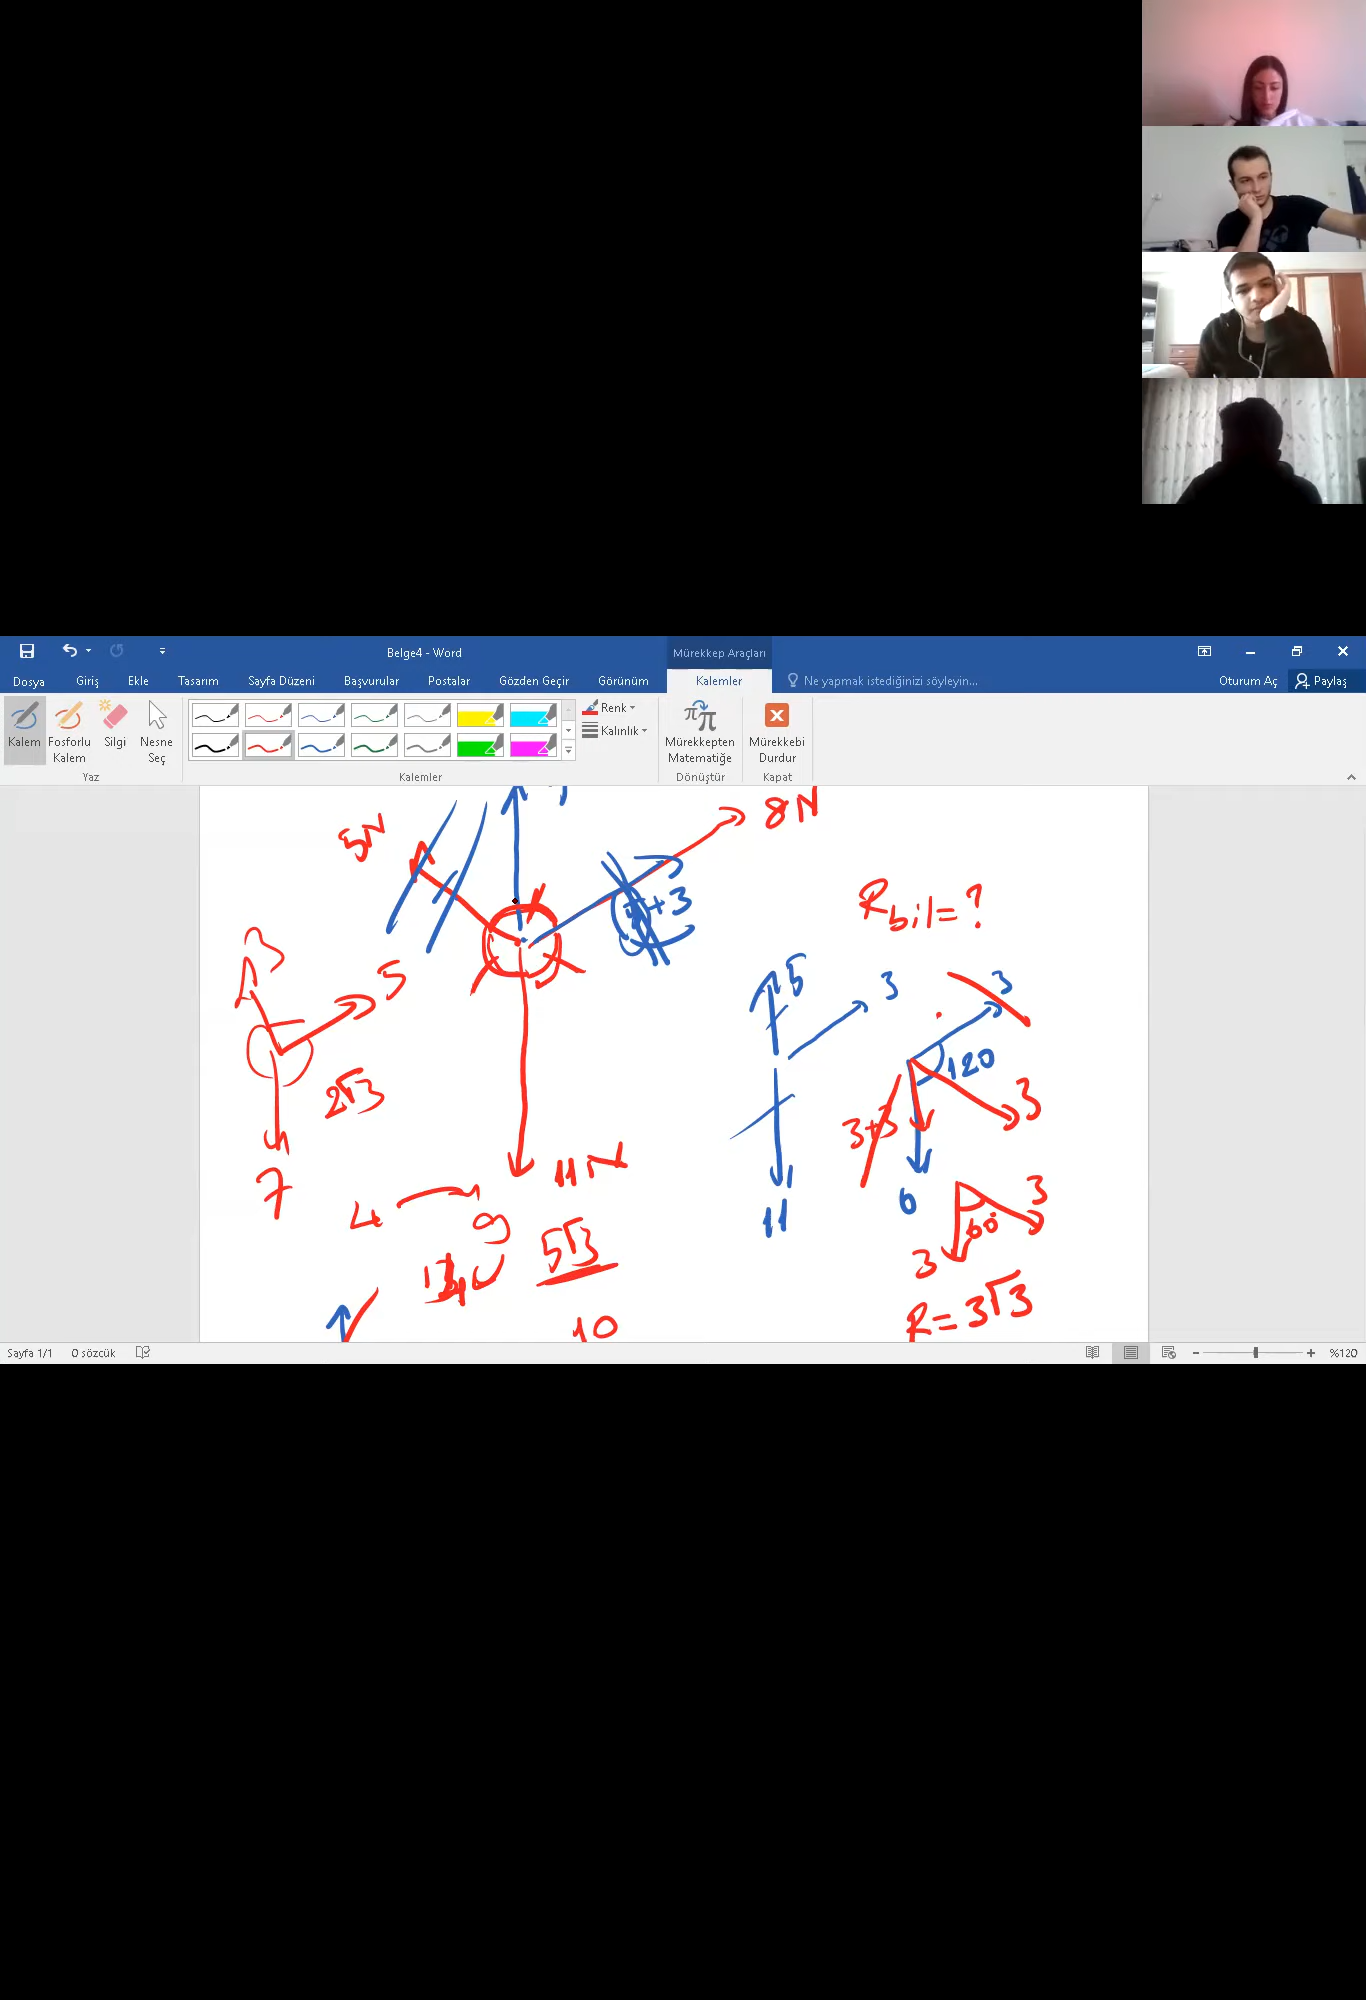 Belge4 - Word
Mürekkep Araçları
Dosya Giriş Ekle Tasarım Sayfa Düzeni Başvurular Postalar Gözden Geçir Görünüm Kalemler Ne yapmak istediğinizi söyleyin... Oturum Aç Paylaş
Kalem Fosforlu Kalem Silgi Nesne Seç
Renk
Kalınlık
Mürekkepten Matematiğe
Mürekkebi Durdur
Yaz Kalemler Dönüştür Kapat
5N
8N
+3
R bil=?
3
5
5
3
3
120
2√3
3
3+3
7
11N
11
6
4
9
5√3
3
60°
3
10
R=3√3
Sayfa 1/1 0 sözcük
%120